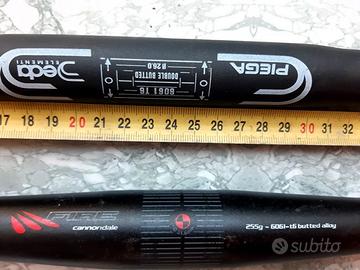 Deda
ELEMENTI
DOUBLE BUTTED
6061 T6
Ø 26.0
PIEGA
17 18 19 20 21 22 23 24 25 26 27 28 29 30 31
FIRE
cannondale
255g - 6061-t6 butted alloy
subito